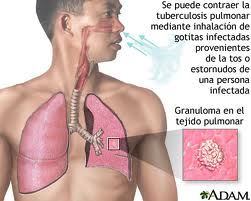 Se puede contraer la
tuberculosis pulmonar
mediante inhalación de
gotitas infectadas
provenientes
de la tos o
estornudos de
una persona
infectada
Granuloma en el
tejido pulmonar
ADAM.